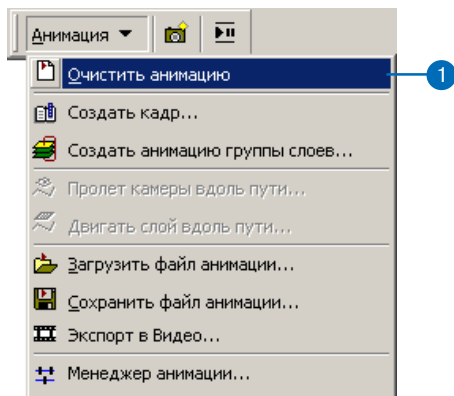 Анимация
Очистить анимацию
1
Создать кадр...
Создать анимацию группы слоев...
Пролет камеры вдоль пути...
Двигать слой вдоль пути...
Загрузить файл анимации...
Сохранить файл анимации...
Экспорт в Видео...
Менеджер анимации...